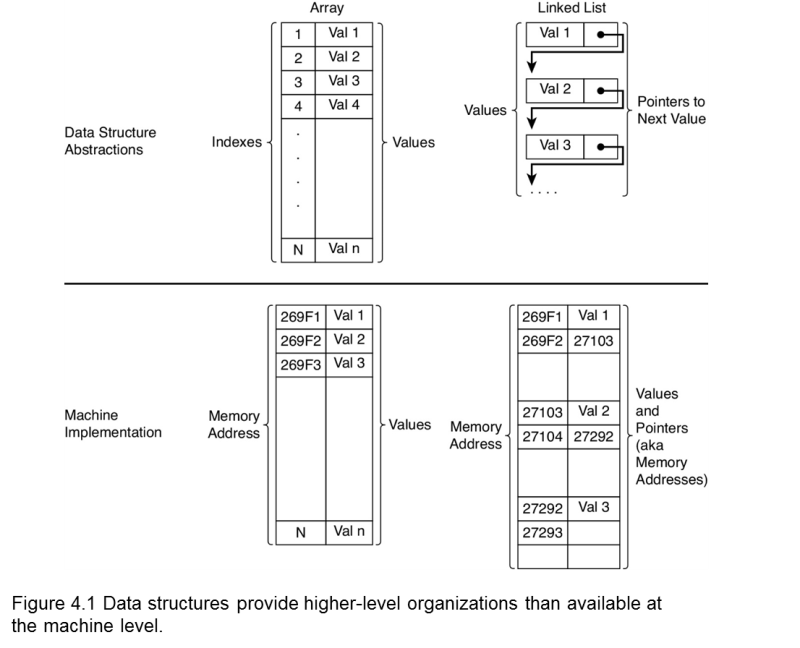 Array
Linked List
1 Val 1
2 Val 2
3 Val 3
4 Val 4
.
.
.
.
N Val n
Indexes
Values
Data Structure
Abstractions
Val 1
Val 2
Val 3
. . . .
Values
Pointers to
Next Value
269F1 Val 1
269F2 Val 2
269F3 Val 3
N Val n
Machine
Implementation
Memory
Address
Values
269F1 Val 1
269F2 27103
27103 Val 2
27104 27292
27292 Val 3
27293
Memory
Address
Values
and
Pointers
(aka
Memory
Addresses)
Figure 4.1 Data structures provide higher-level organizations than available at
the machine level.